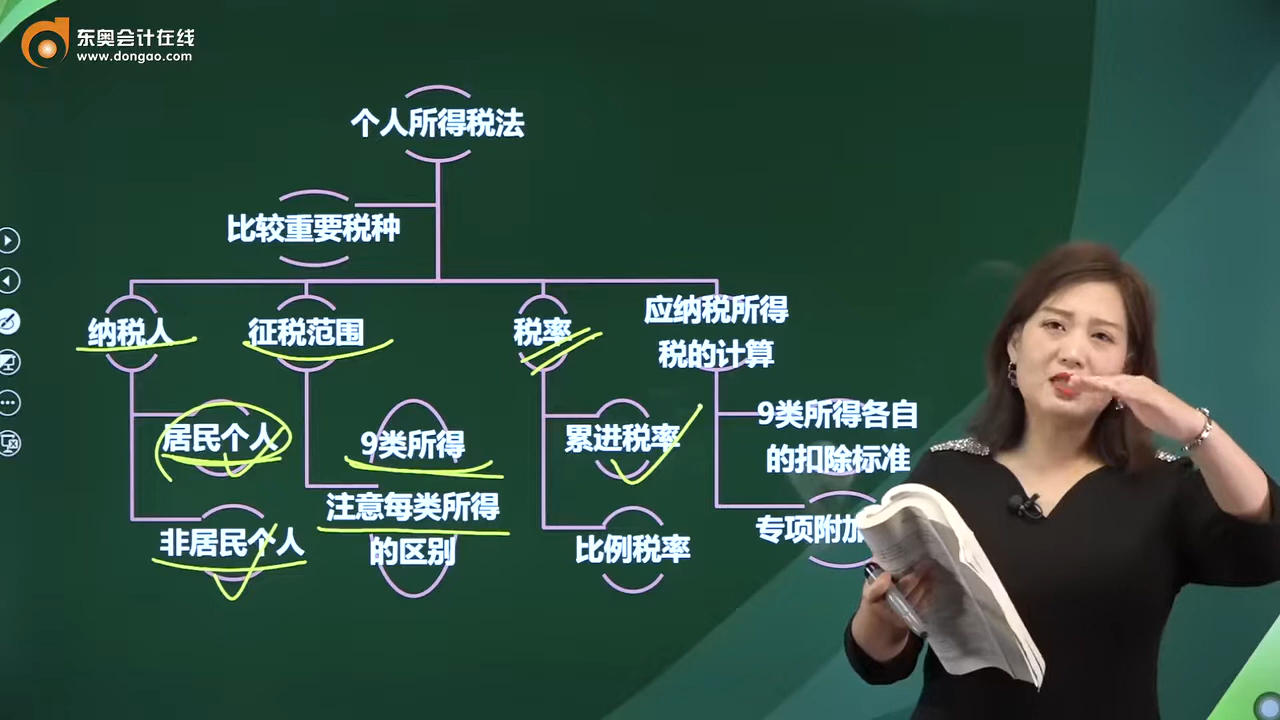 东奥会计在线
www.dongao.com
个人所得税法
比较重要税种
纳税人
征税范围
税率
应纳税所得
税的计算
居民个人
9类所得
累进税率
9类所得各自
的扣除标准
非居民个人
注意每类所得
的区别
比例税率
专项附加